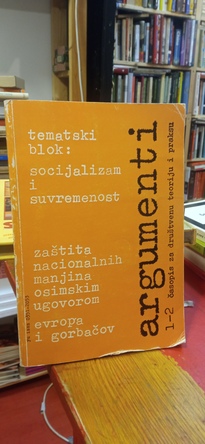 tematski
blok:
socijalizam
i
suvremenost
zaštita
nacionalnih
manjina
osimskim
ugovorom
evropa
i gorbačov
argumenti
1-2 časopis za društvenu teoriju i praksu